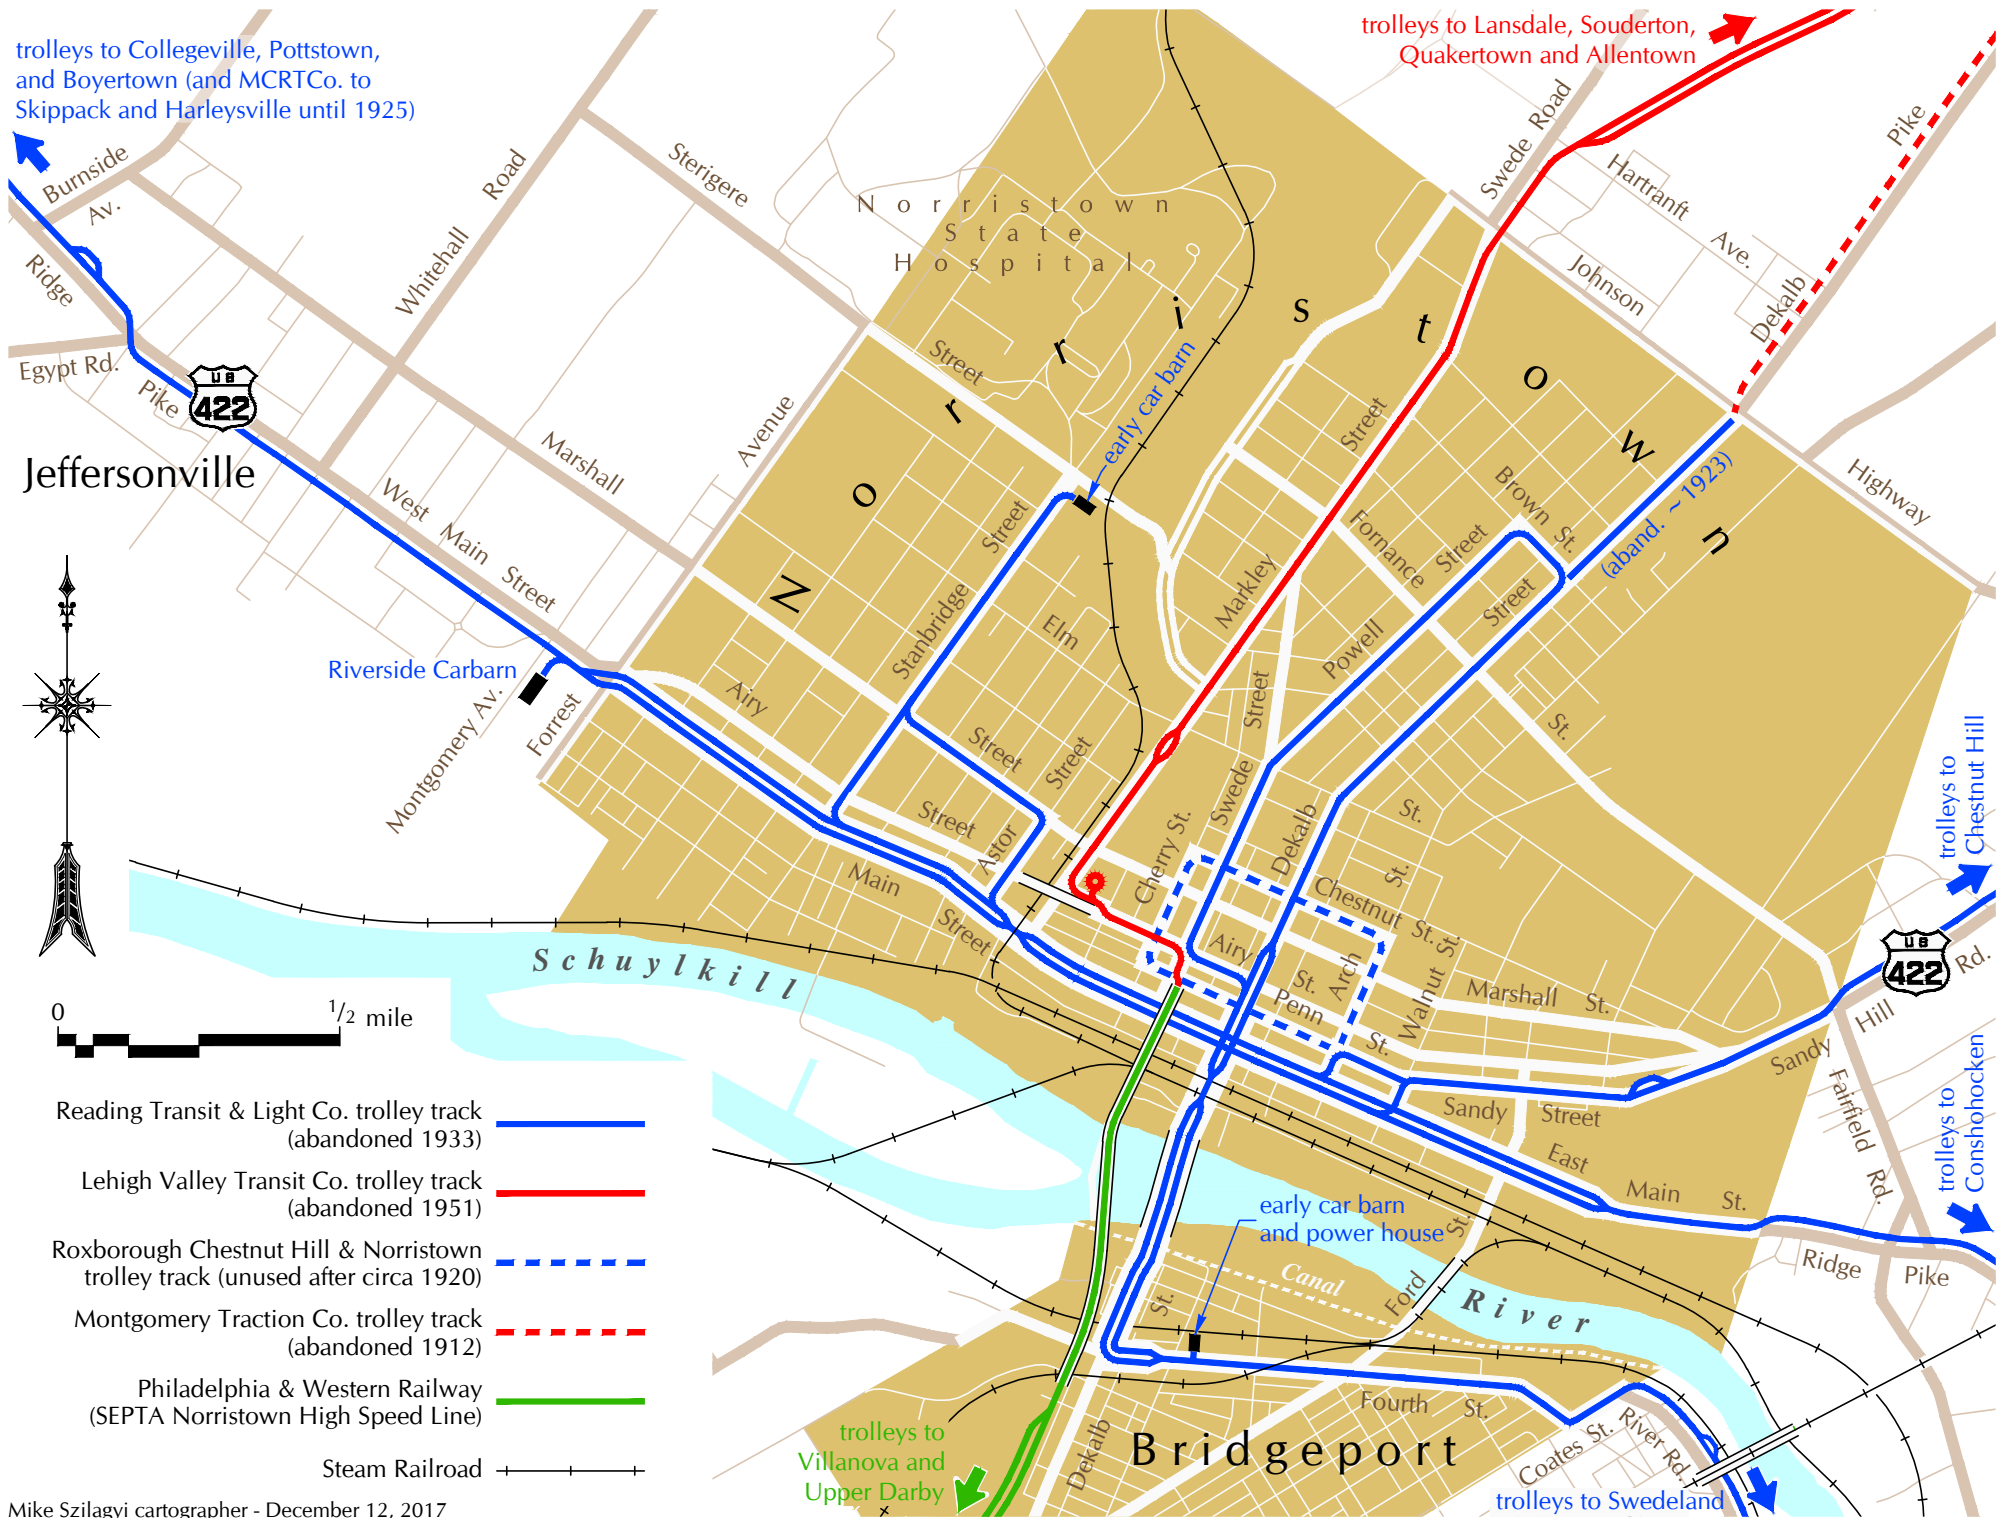 trolleys to Collegeville, Pottstown,
and Boyertown (and MCRTCo. to
Skippack and Harleysville until 1925)
trolleys to Lansdale, Souderton,
Quakertown and Allentown
Burnside
Av.
Ridge
Egypt Rd.
Pike
US
422
Jeffersonville
Whitehall
Road
Sterigere
Street
Norristown
State
Hospital
Swede Road
Hartranft
Ave.
Johnson
Highway
Dekalb
Pike
Norristown
early car barn
Marshall
Avenue
West Main Street
Riverside Carbarn
Montgomery Av.
Forrest
Airy
Street
Stanbridge
Street
Elm
Street
Street
Astor
Main
Street
Markley
Street
Fornance
St.
Brown St.
Powell
Street
Street
(aband. ~ 1923)
Swede
Street
Dekalb
Cherry St.
Chestnut St.
St.
St.
Airy
St.
Penn
St.
Arch
Walnut St.
Marshall St.
Sandy
Street
East
Main St.
Sandy
Hill
Rd.
US
422
trolleys to
Chestnut Hill
trolleys to
Conshohocken
Fairfield Rd.
Ridge Pike
Schuylkill
River
Canal
Ford
St.
early car barn
and power house
St.
Dekalb
Fourth St.
Coates St.
River Rd.
Bridgeport
trolleys to
Villanova and
Upper Darby
trolleys to Swedeland
0
1/2 mile
Reading Transit & Light Co. trolley track
(abandoned 1933)
Lehigh Valley Transit Co. trolley track
(abandoned 1951)
Roxborough Chestnut Hill & Norristown
trolley track (unused after circa 1920)
Montgomery Traction Co. trolley track
(abandoned 1912)
Philadelphia & Western Railway
(SEPTA Norristown High Speed Line)
Steam Railroad
Mike Szilagyi cartographer - December 12, 2017